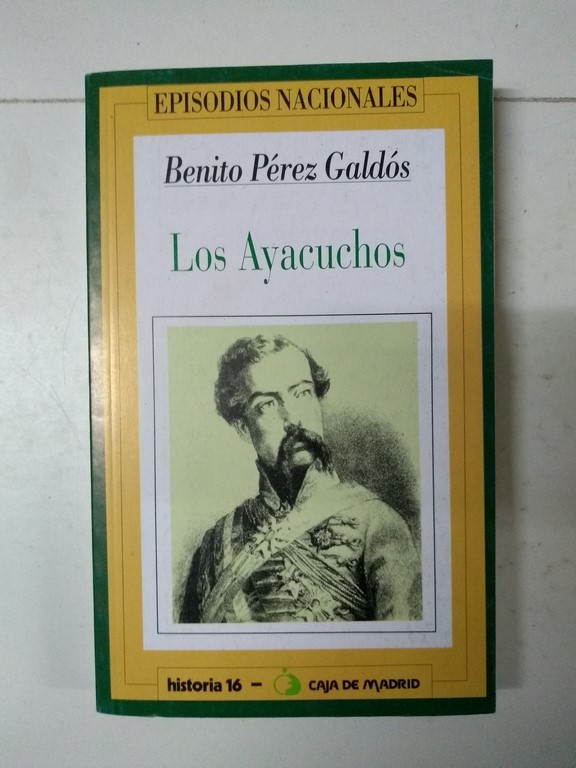 EPISODIOS NACIONALES
Benito Pérez Galdós
Los Ayacuchos
historia 16 – CAJA DE MADRID